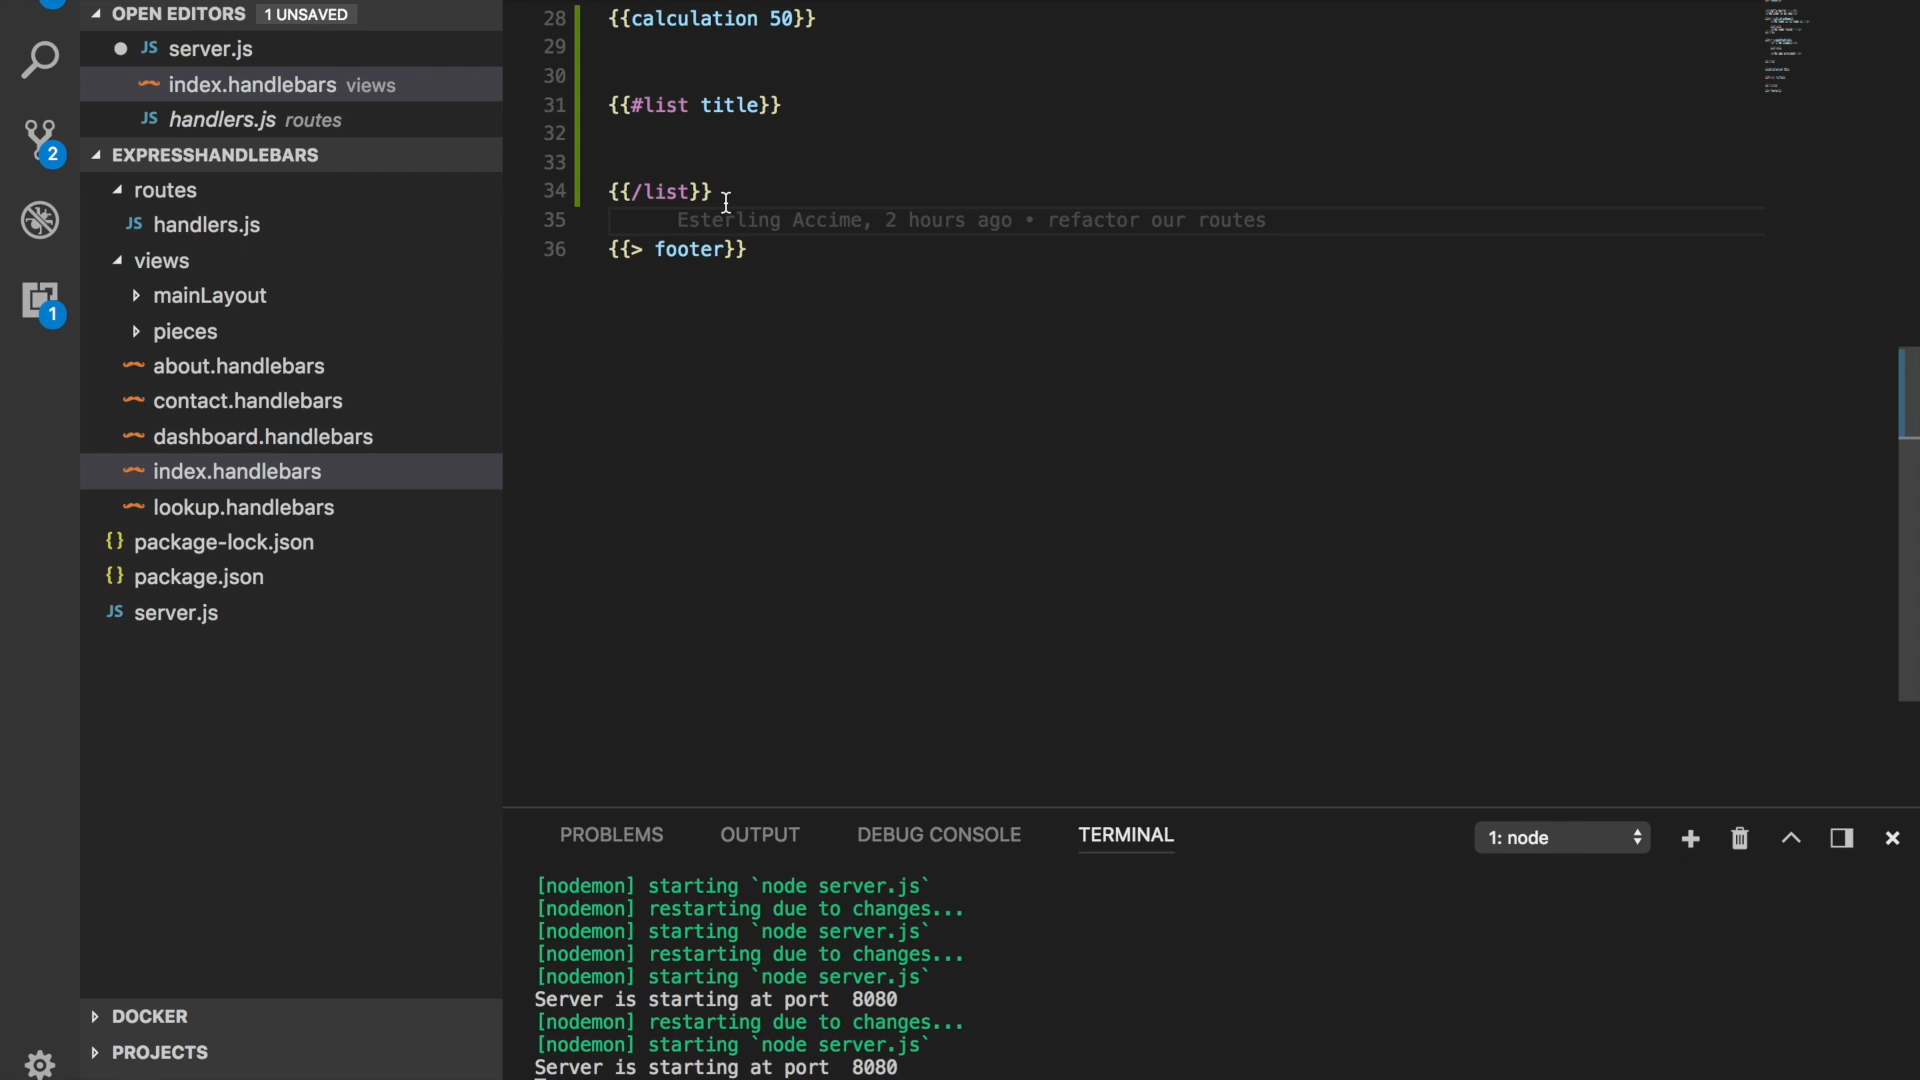 OPEN EDITORS 1 UNSAVED
JS server.js
index.handlebars views
JS handlers.js routes
EXPRESSHANDLEBARS
routes
JS handlers.js
views
mainLayout
pieces
about.handlebars
contact.handlebars
dashboard.handlebars
index.handlebars
lookup.handlebars
{} package-lock.json
{} package.json
JS server.js
DOCKER
PROJECTS
2
1
28 {{calculation 50}}
29
30
31 {{#list title}}
32
33
34 {{/list}}
35 Esterling Accime, 2 hours ago • refactor our routes
36 {{> footer}}
PROBLEMS OUTPUT DEBUG CONSOLE TERMINAL 1: node
[nodemon] starting `node server.js`
[nodemon] restarting due to changes...
[nodemon] starting `node server.js`
[nodemon] restarting due to changes...
[nodemon] starting `node server.js`
Server is starting at port  8080
[nodemon] restarting due to changes...
[nodemon] starting `node server.js`
Server is starting at port  8080